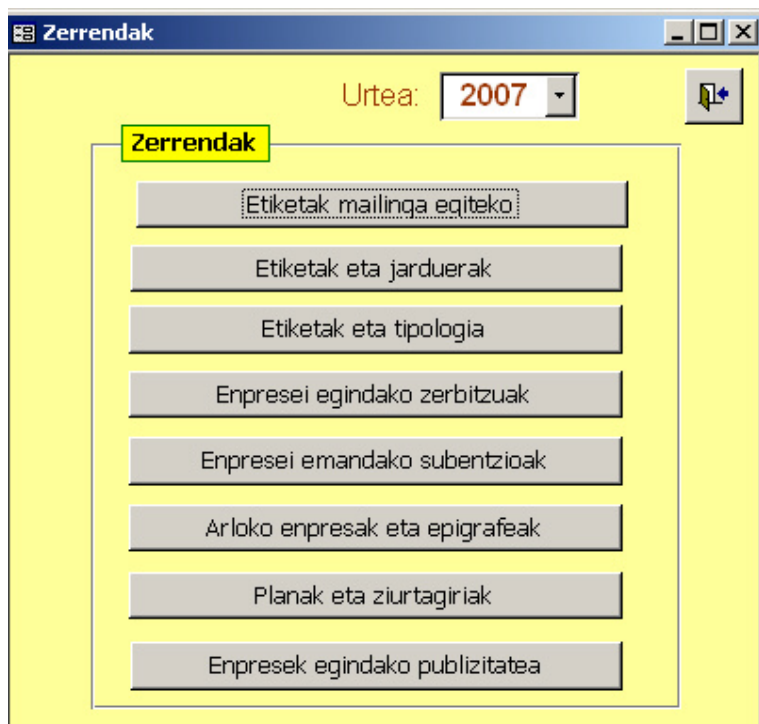 Zerrendak
Urtea: 2007
Zerrendak
Etiketak mailinga egiteko
Etiketak eta jarduerak
Etiketak eta tipologia
Enpresei egindako zerbitzuak
Enpresei emandako subentzioak
Arloko enpresak eta epigrafeak
Planak eta ziurtagiriak
Enpresek egindako publizitatea